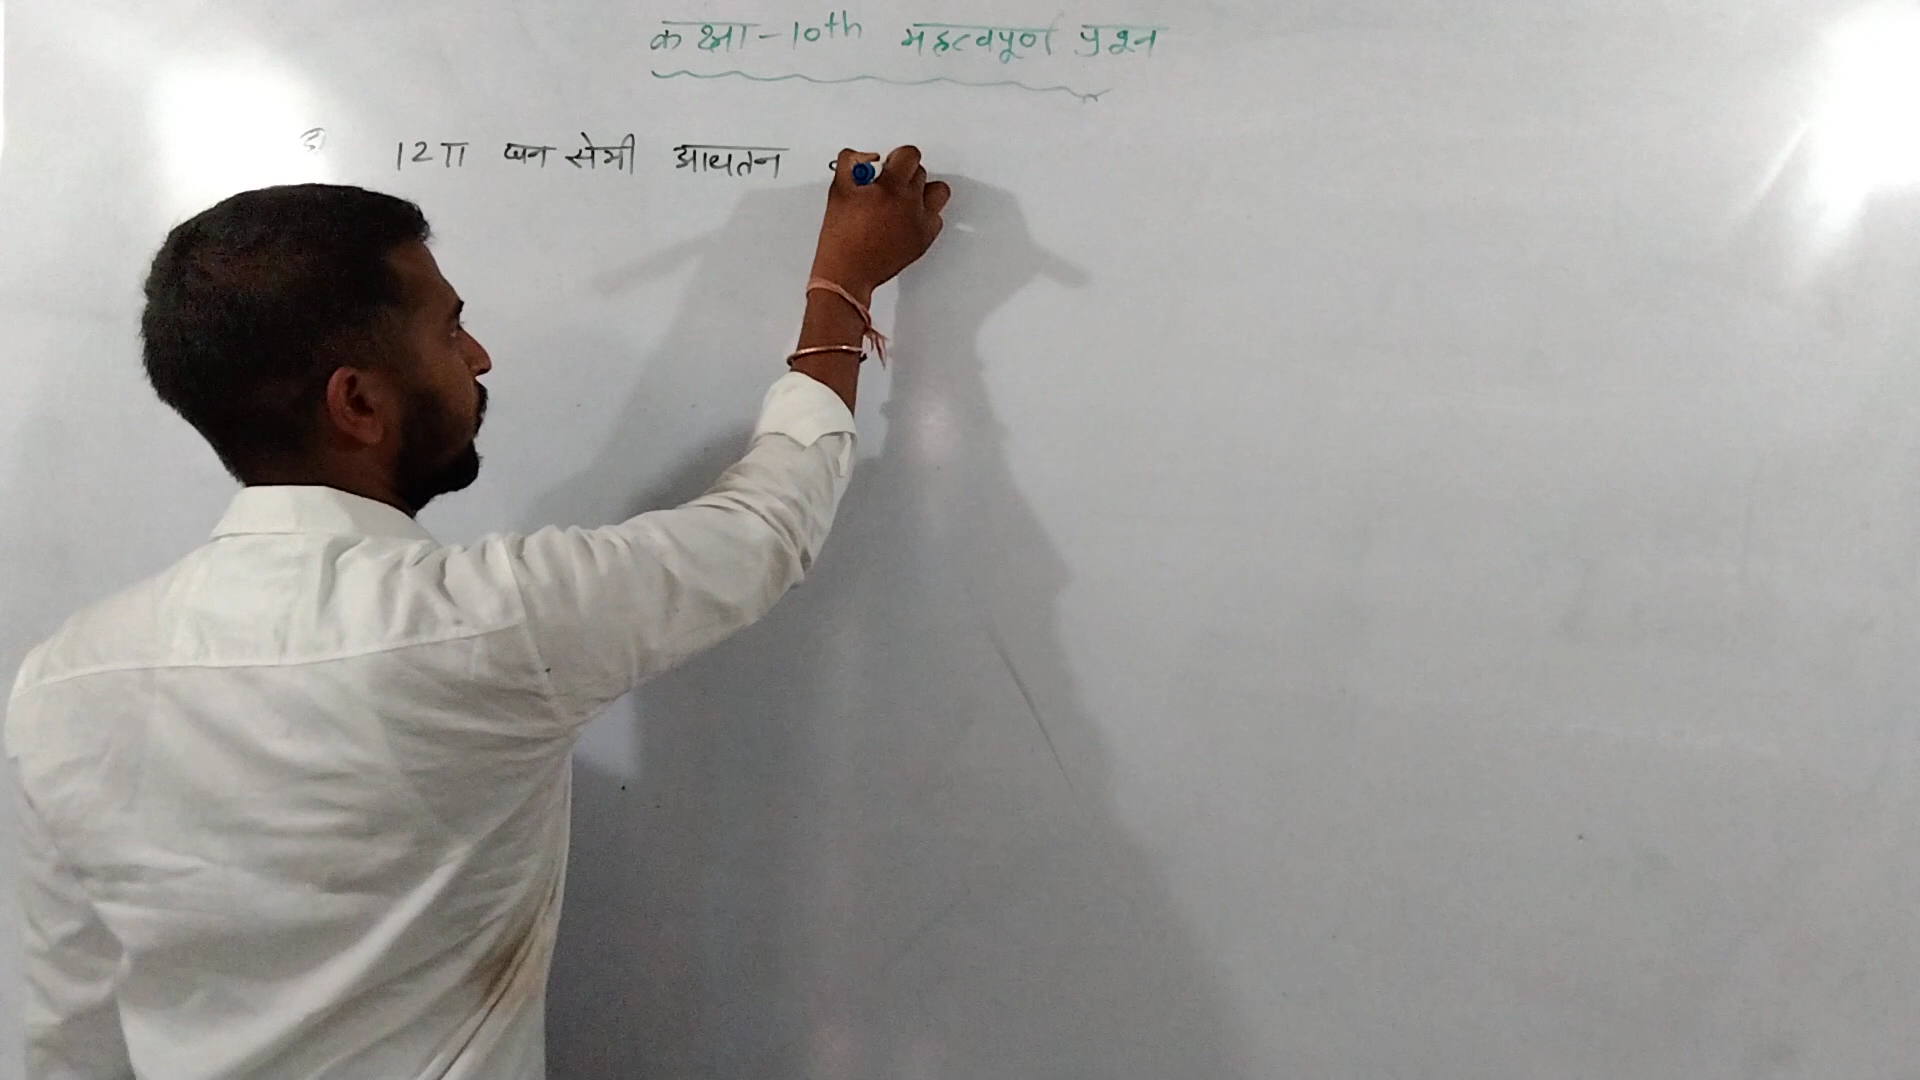 कक्षा-10th महत्वपूर्ण प्रश्न
12π घन सेमी आयतन